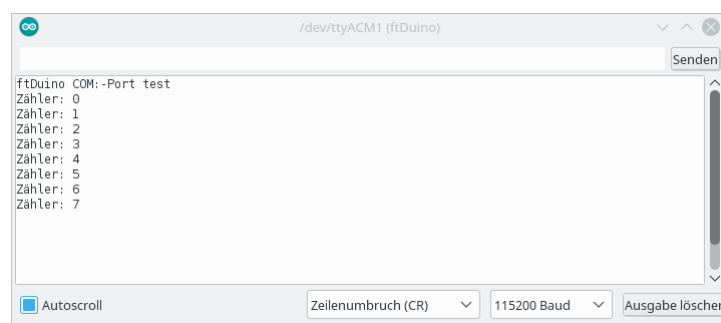 /dev/ttyACM1 (ftDuino)
Senden
ftDuino COM:-Port test
Zähler: 0
Zähler: 1
Zähler: 2
Zähler: 3
Zähler: 4
Zähler: 5
Zähler: 6
Zähler: 7
Autoscroll
Zeilenumbruch (CR)
115200 Baud
Ausgabe löschen